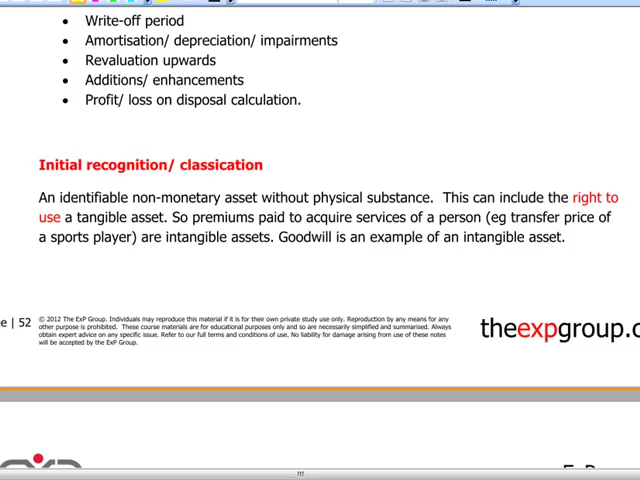 • Write-off period
• Amortisation/ depreciation/ impairments
• Revaluation upwards
• Additions/ enhancements
• Profit/ loss on disposal calculation.
Initial recognition/ classication
An identifiable non-monetary asset without physical substance. This can include the right to
use a tangible asset. So premiums paid to acquire services of a person (eg transfer price of
a sports player) are intangible assets. Goodwill is an example of an intangible asset.
e | 52
© 2012 The ExP Group. Individuals may reproduce this material if it is for their own private study use only. Reproduction by any means for any
other purpose is prohibited. These course materials are for educational purposes only and so are necessarily simplified and summarised. Always
obtain expert advice on any specific issue. Refer to our full terms and conditions of use. No liability for damage arising from use of these notes
will be accepted by the ExP Group.
theexpgroup.c